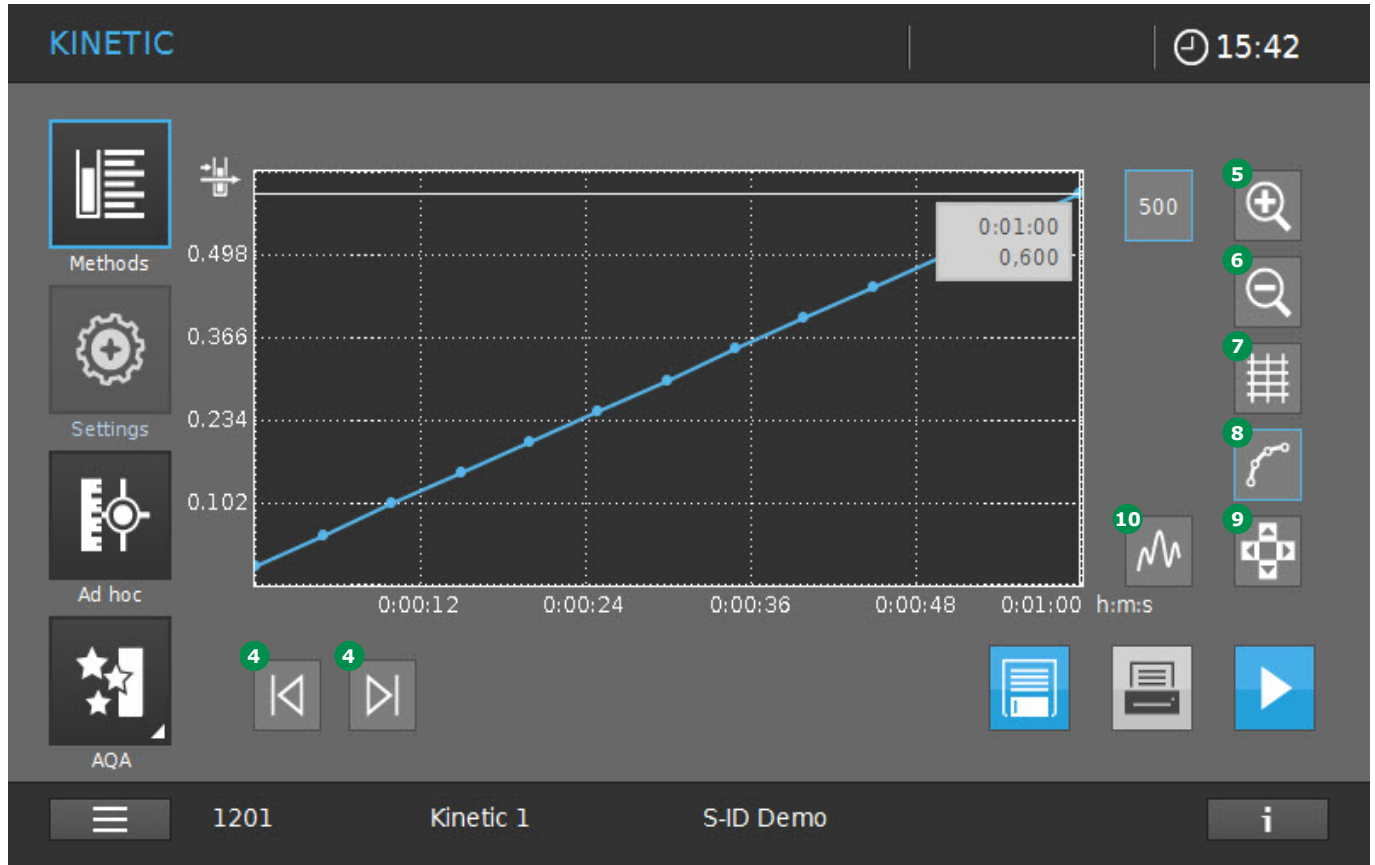 KINETIC
15:42
Methods
Settings
Ad hoc
AQA
0.498
0.366
0.234
0.102
0:01:00
0,600
0:00:12 0:00:24 0:00:36 0:00:48 0:01:00 h:m:s
500
5
6
7
8
10 9
4 4
1201 Kinetic 1 S-ID Demo i